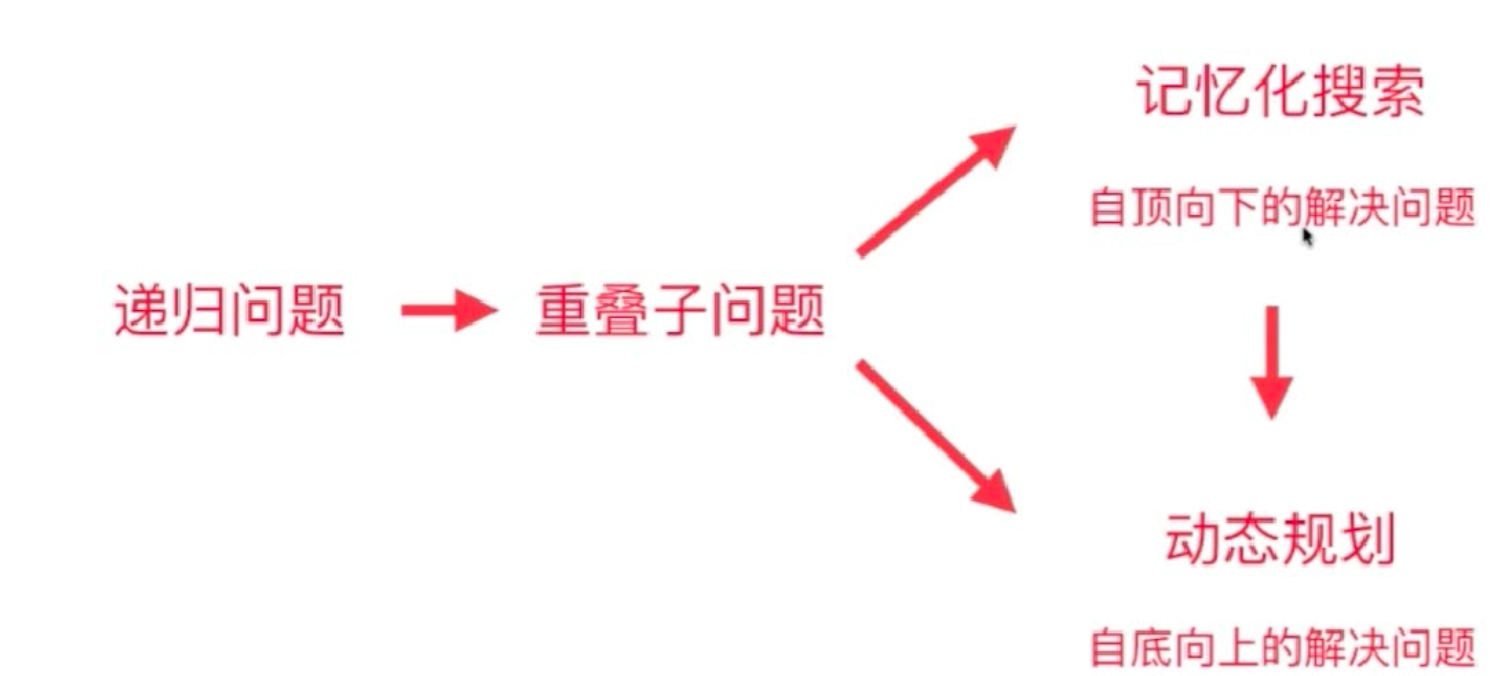 记忆化搜索
自顶向下的解决问题
递归问题
重叠子问题
动态规划
自底向上的解决问题